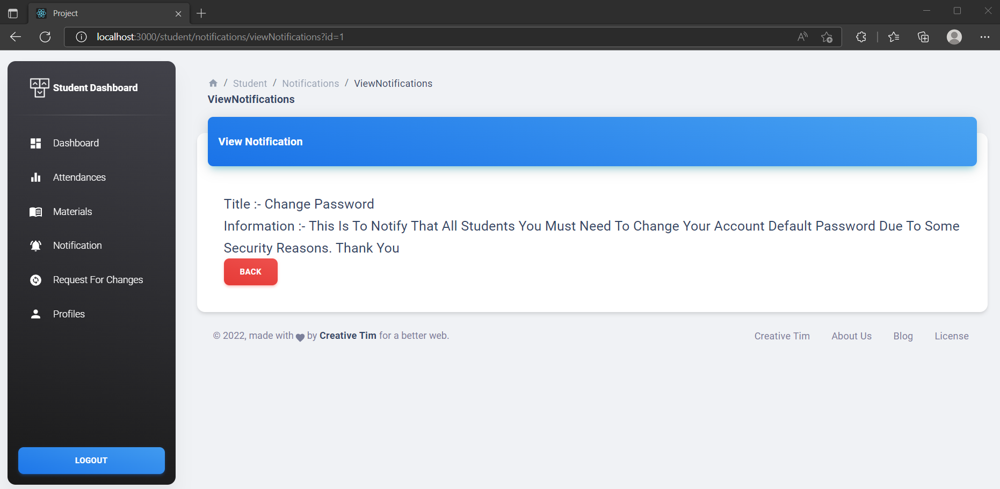 Project
localhost:3000/student/notifications/viewNotifications?id=1
Student Dashboard
Dashboard
Attendances
Materials
Notification
Request For Changes
Profiles
LOGOUT
/ Student / Notifications / ViewNotifications
ViewNotifications
View Notification
Title :- Change Password
Information :- This Is To Notify That All Students You Must Need To Change Your Account Default Password Due To Some
Security Reasons. Thank You
BACK
© 2022, made with by Creative Tim for a better web.
Creative Tim About Us Blog License